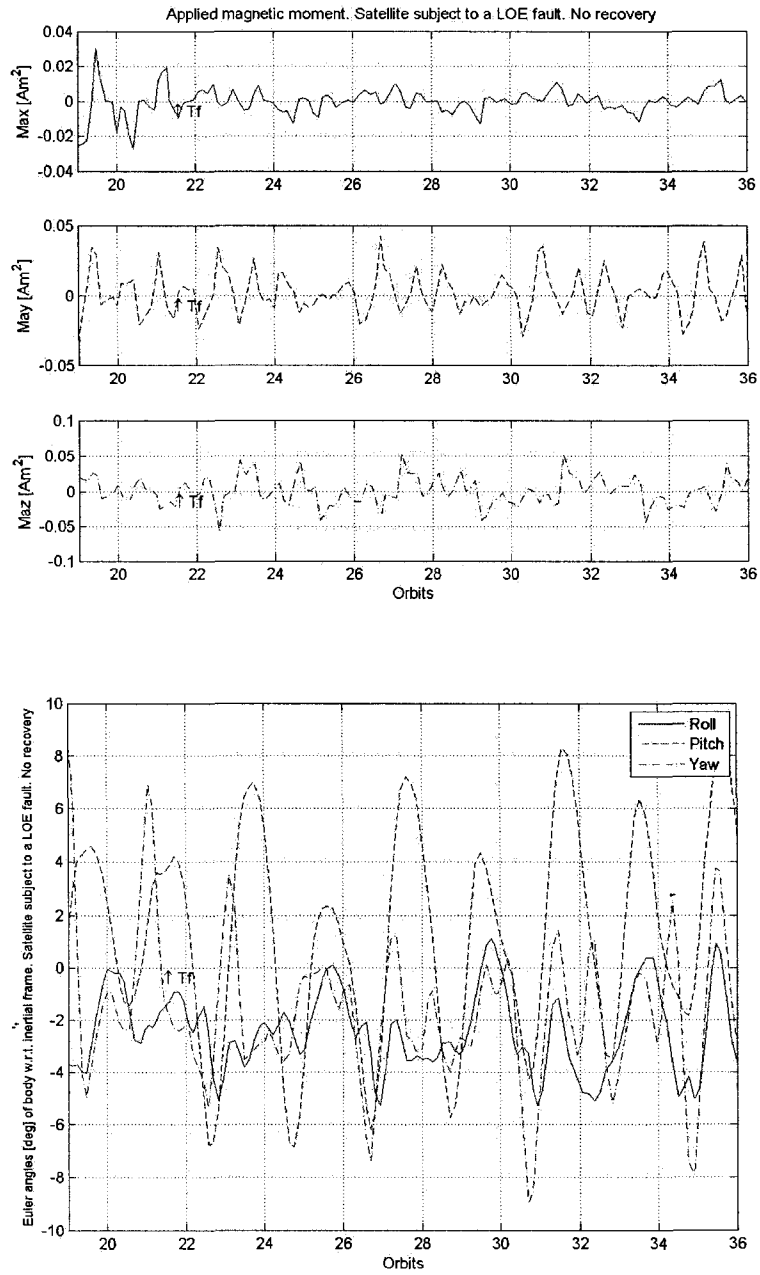 Applied magnetic moment. Satellite subject to a LOE fault. No recovery
Max [Am²]
0.04
0.02
0
-0.02
-0.04
↑ Tf
20 22 24 26 28 30 32 34 36
May [Am²]
0.05
0
-0.05
↑ Tf
20 22 24 26 28 30 32 34 36
Maz [Am²]
0.1
0.05
0
-0.05
-0.1
↑ Tf
20 22 24 26 28 30 32 34 36
Orbits
Euler angles [deg] of body w.r.t. inertial frame. Satellite subject to a LOE fault. No recovery
10
8
6
4
2
0
-2
-4
-6
-8
-10
Roll
Pitch
Yaw
↑ Tf
20 22 24 26 28 30 32 34 36
Orbits